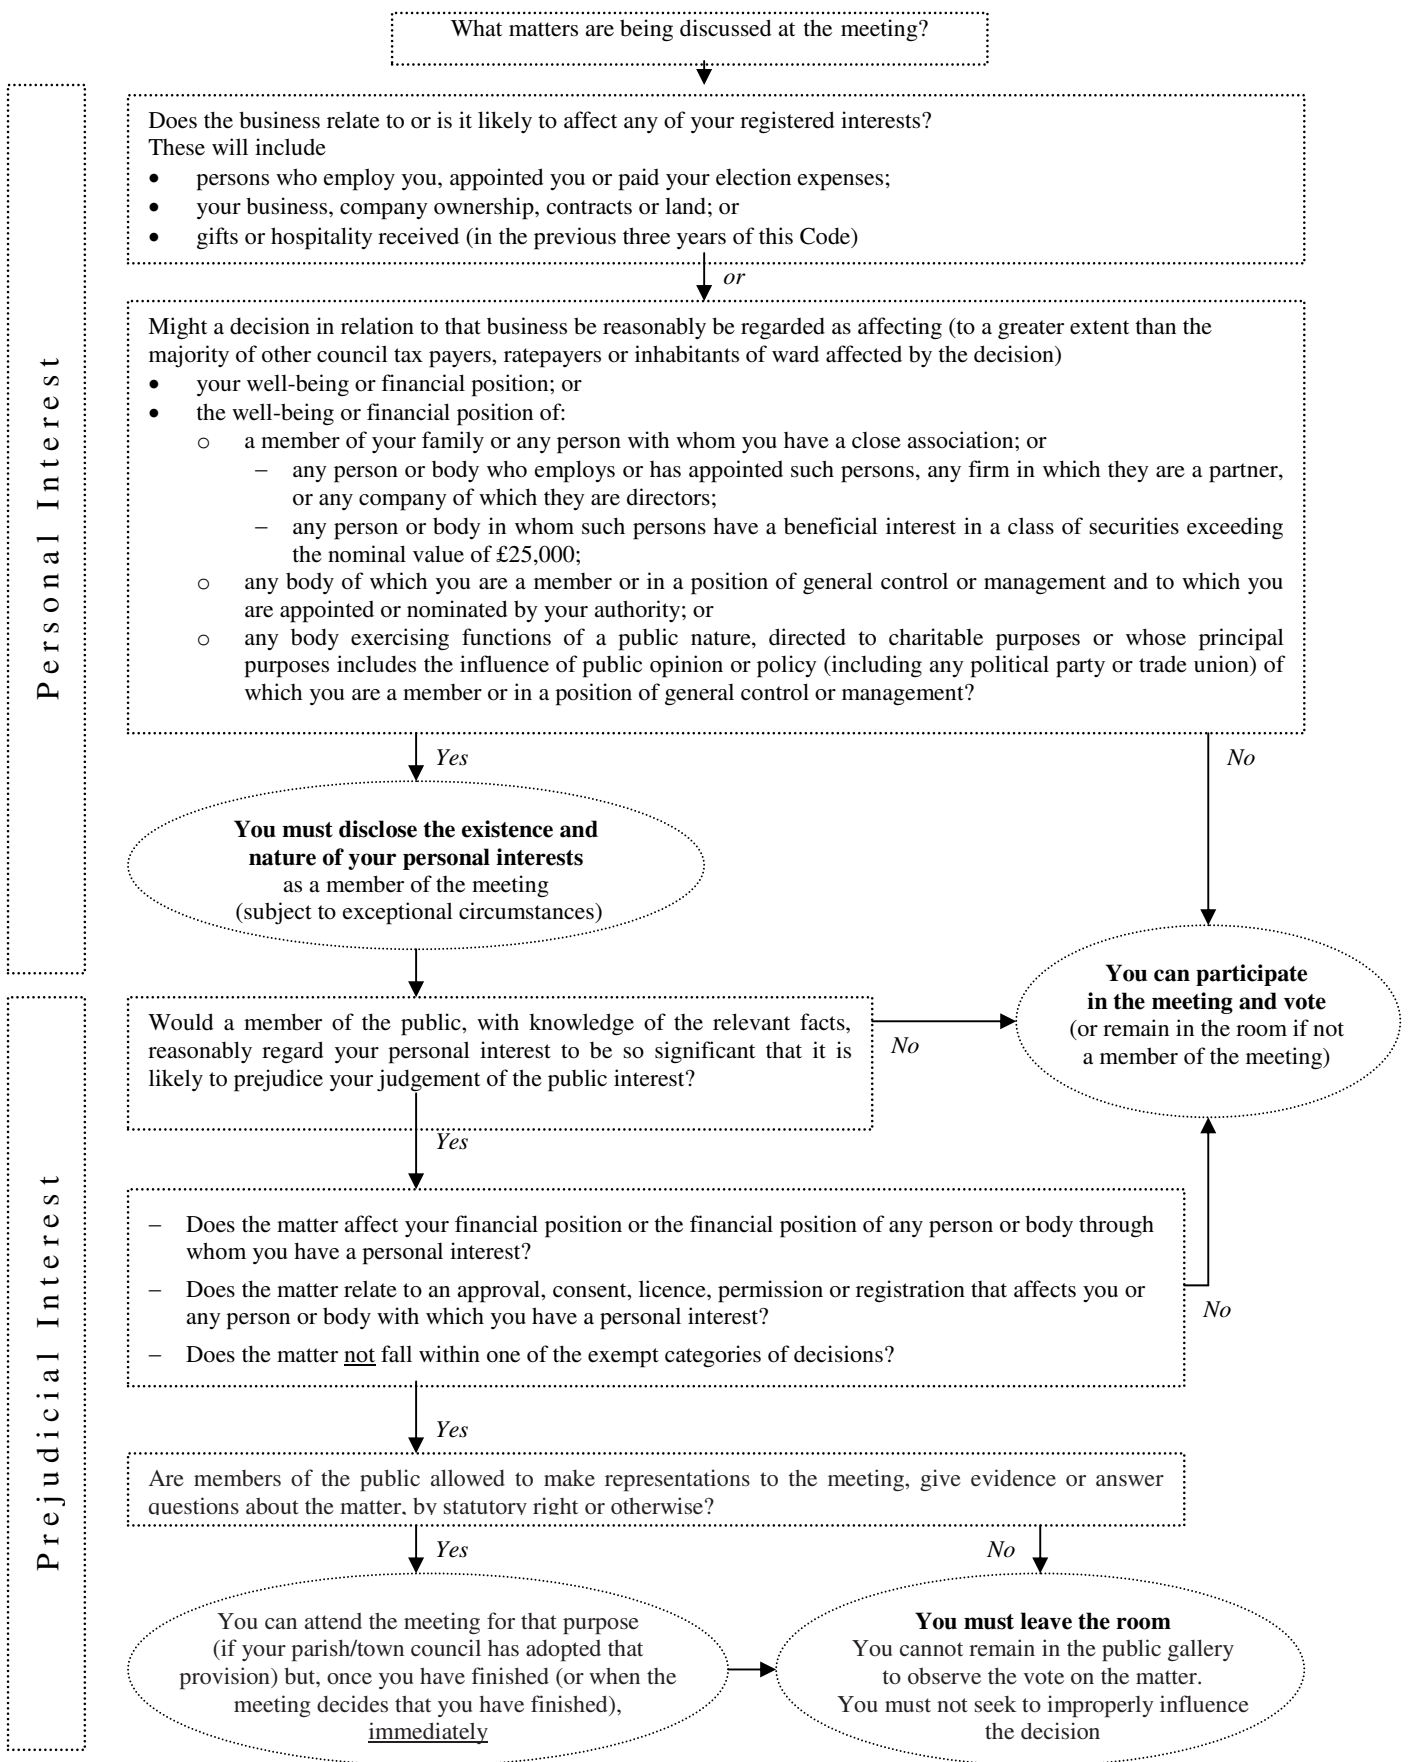 What matters are being discussed at the meeting?
Personal Interest
Does the business relate to or is it likely to affect any of your registered interests?
These will include
• persons who employ you, appointed you or paid your election expenses;
• your business, company ownership, contracts or land; or
• gifts or hospitality received (in the previous three years of this Code)
or
Might a decision in relation to that business be reasonably be regarded as affecting (to a greater extent than the
majority of other council tax payers, ratepayers or inhabitants of ward affected by the decision)
• your well-being or financial position; or
• the well-being or financial position of:
o a member of your family or any person with whom you have a close association; or
– any person or body who employs or has appointed such persons, any firm in which they are a partner,
or any company of which they are directors;
– any person or body in whom such persons have a beneficial interest in a class of securities exceeding
the nominal value of £25,000;
o any body of which you are a member or in a position of general control or management and to which you
are appointed or nominated by your authority; or
o any body exercising functions of a public nature, directed to charitable purposes or whose principal
purposes includes the influence of public opinion or policy (including any political party or trade union) of
which you are a member or in a position of general control or management?
Yes
No
You must disclose the existence and
nature of your personal interests
as a member of the meeting
(subject to exceptional circumstances)
You can participate
in the meeting and vote
(or remain in the room if not
a member of the meeting)
Prejudicial Interest
Would a member of the public, with knowledge of the relevant facts,
reasonably regard your personal interest to be so significant that it is
likely to prejudice your judgement of the public interest?
No
Yes
– Does the matter affect your financial position or the financial position of any person or body through
whom you have a personal interest?
– Does the matter relate to an approval, consent, licence, permission or registration that affects you or
any person or body with which you have a personal interest?
– Does the matter not fall within one of the exempt categories of decisions?
No
Yes
Are members of the public allowed to make representations to the meeting, give evidence or answer
questions about the matter, by statutory right or otherwise?
Yes
No
You can attend the meeting for that purpose
(if your parish/town council has adopted that
provision) but, once you have finished (or when the
meeting decides that you have finished),
immediately
You must leave the room
You cannot remain in the public gallery
to observe the vote on the matter.
You must not seek to improperly influence
the decision